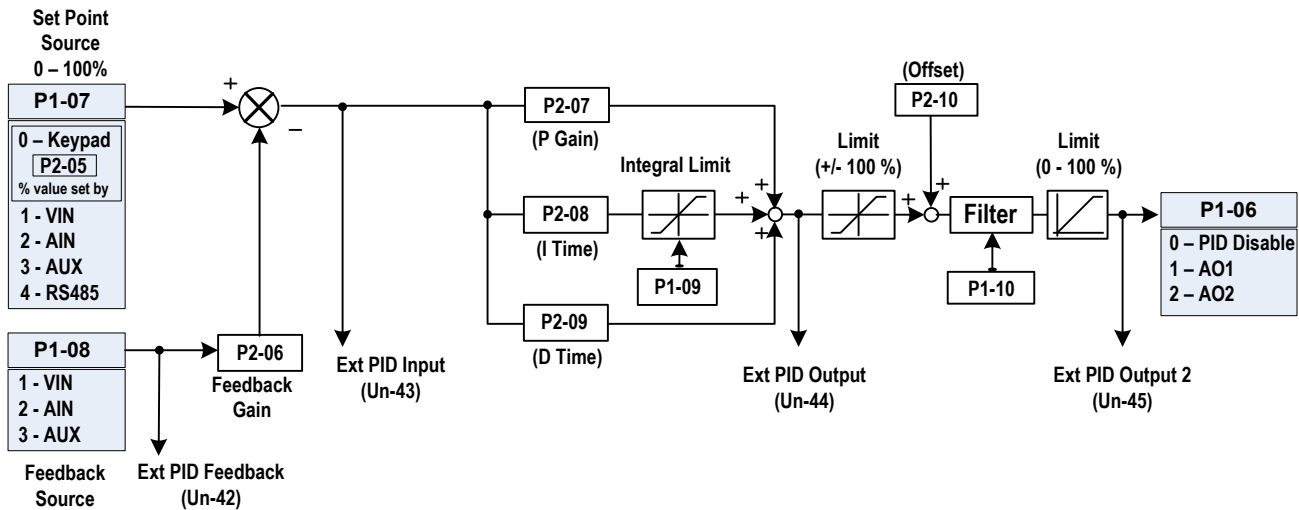 Set Point
Source
0 – 100%
P1-07
0 – Keypad
P2-05
% value set by
1 - VIN
2 - AIN
3 - AUX
4 - RS485
+
−
P1-08
1 - VIN
2 - AIN
3 - AUX
Feedback
Source
Ext PID Feedback
(Un-42)
P2-06
Feedback
Gain
Ext PID Input
(Un-43)
P2-07
(P Gain)
P2-08
(I Time)
P2-09
(D Time)
Integral Limit
P1-09
+
+
+
Ext PID Output
(Un-44)
Limit
(+/- 100 %)
(Offset)
P2-10
+
+
Filter
P1-10
Limit
(0 - 100 %)
Ext PID Output 2
(Un-45)
P1-06
0 – PID Disable
1 – AO1
2 – AO2